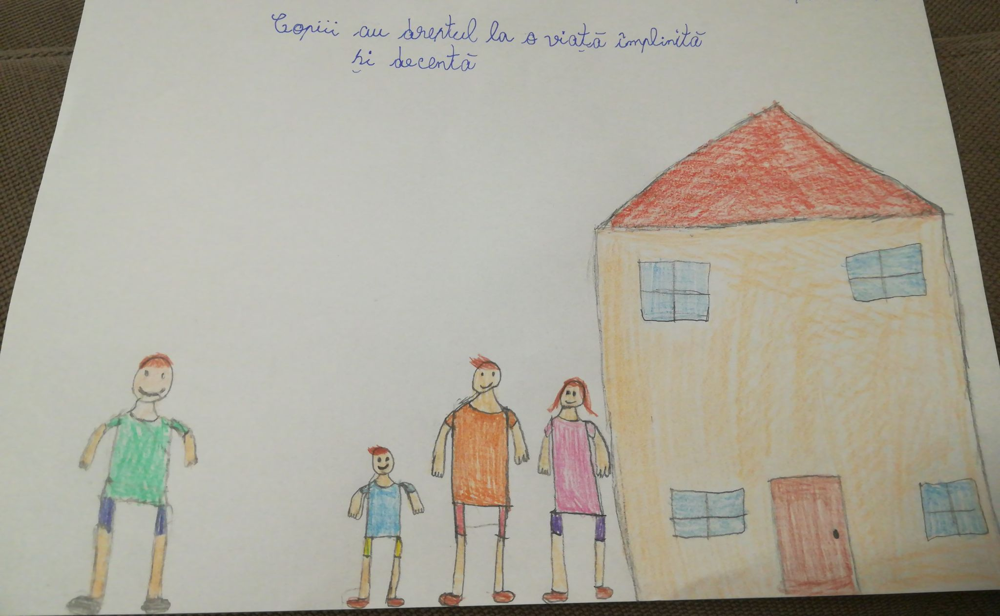 Copiii au dreptul la o viață împlinită
și decentă